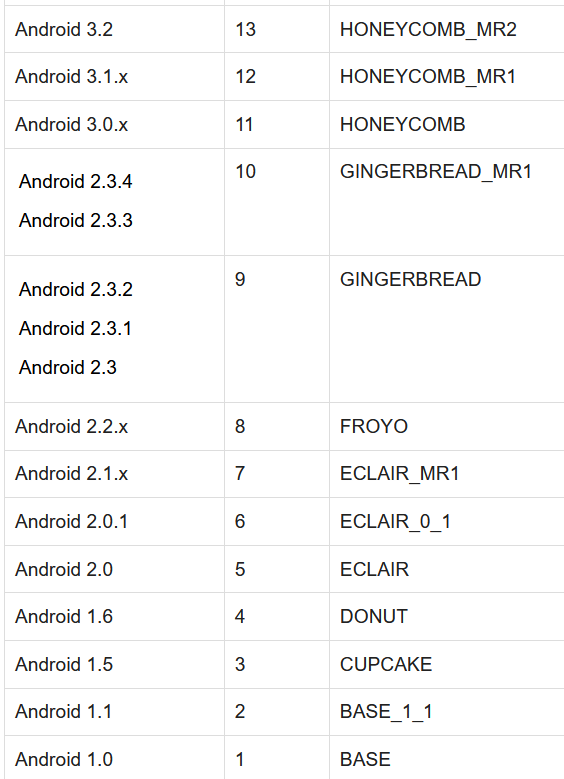 Android 3.2 13 HONEYCOMB_MR2
Android 3.1.x 12 HONEYCOMB_MR1
Android 3.0.x 11 HONEYCOMB
Android 2.3.4 10 GINGERBREAD_MR1
Android 2.3.3
Android 2.3.2 9 GINGERBREAD
Android 2.3.1
Android 2.3
Android 2.2.x 8 FROYO
Android 2.1.x 7 ECLAIR_MR1
Android 2.0.1 6 ECLAIR_0_1
Android 2.0 5 ECLAIR
Android 1.6 4 DONUT
Android 1.5 3 CUPCAKE
Android 1.1 2 BASE_1_1
Android 1.0 1 BASE